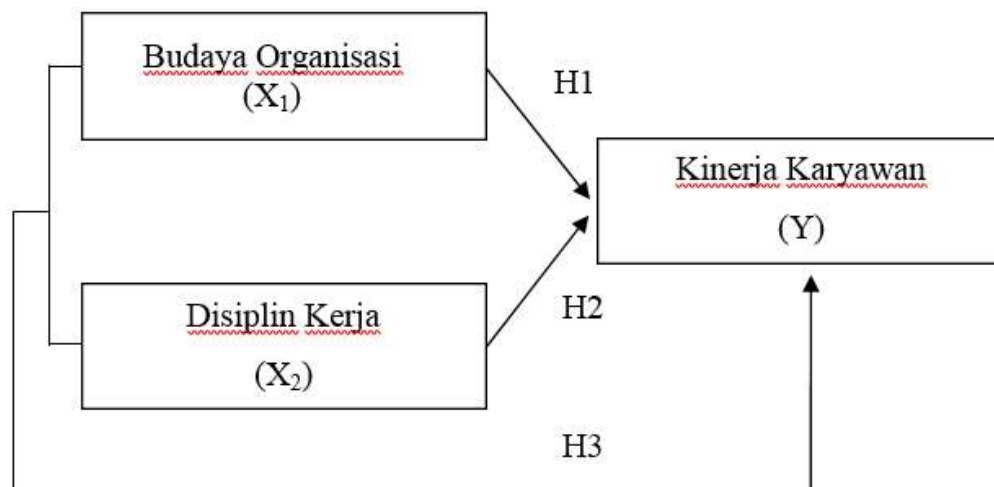 Budaya Organisasi
(X₁)
H1
Kinerja Karyawan
(Y)
Disiplin Kerja
(X₂)
H2
H3